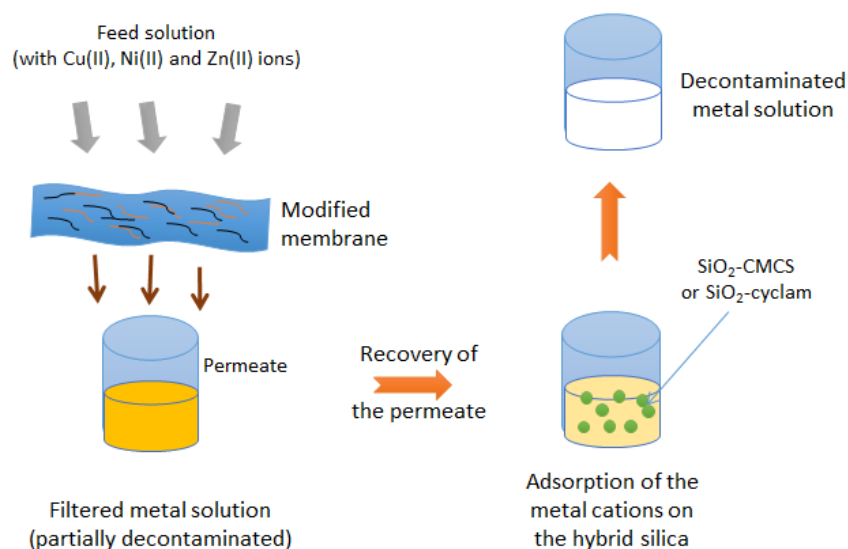 Feed solution
(with Cu(II), Ni(II) and Zn(II) ions)
Modified
membrane
Permeate
Filtered metal solution
(partially decontaminated)
Recovery of
the permeate
Decontaminated
metal solution
SiO₂-CMCS
or SiO₂-cyclam
Adsorption of the
metal cations on
the hybrid silica